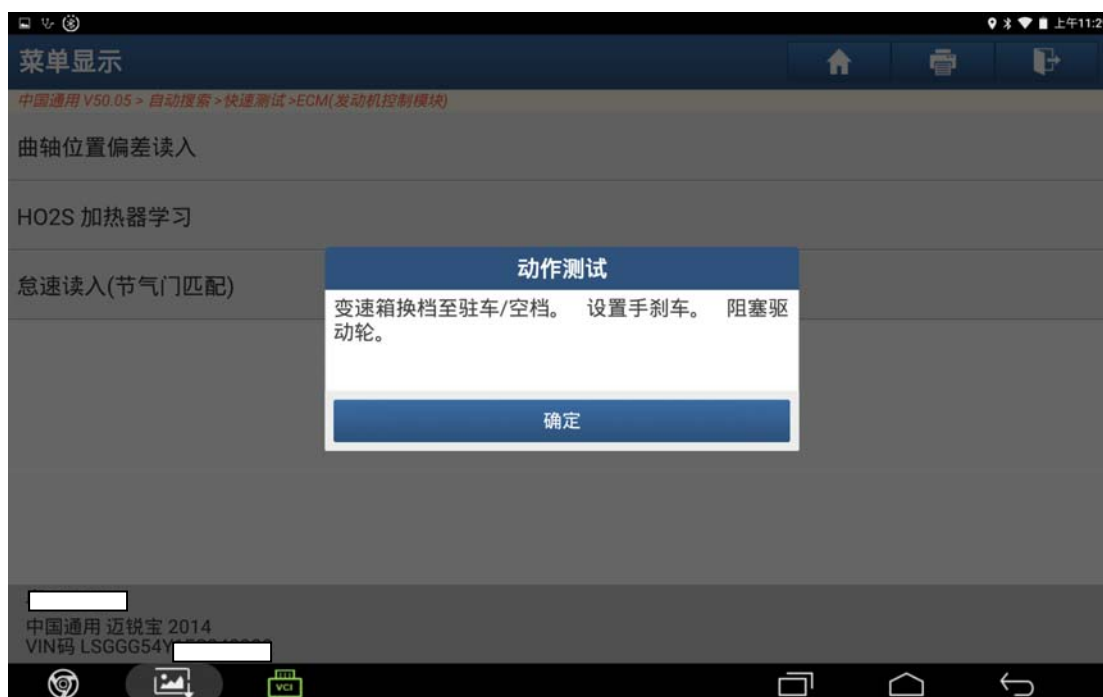 上午11:2
菜单显示
中国通用 V50.05 > 自动搜索 > 快速测试 >ECM(发动机控制模块)
曲轴位置偏差读入
HO2S 加热器学习
怠速读入(节气门匹配)
动作测试
变速箱换档至驻车/空档。 设置手刹车。 阻塞驱
动轮。
确定
中国通用 迈锐宝 2014
VIN码 LSGGG54Y
VCI